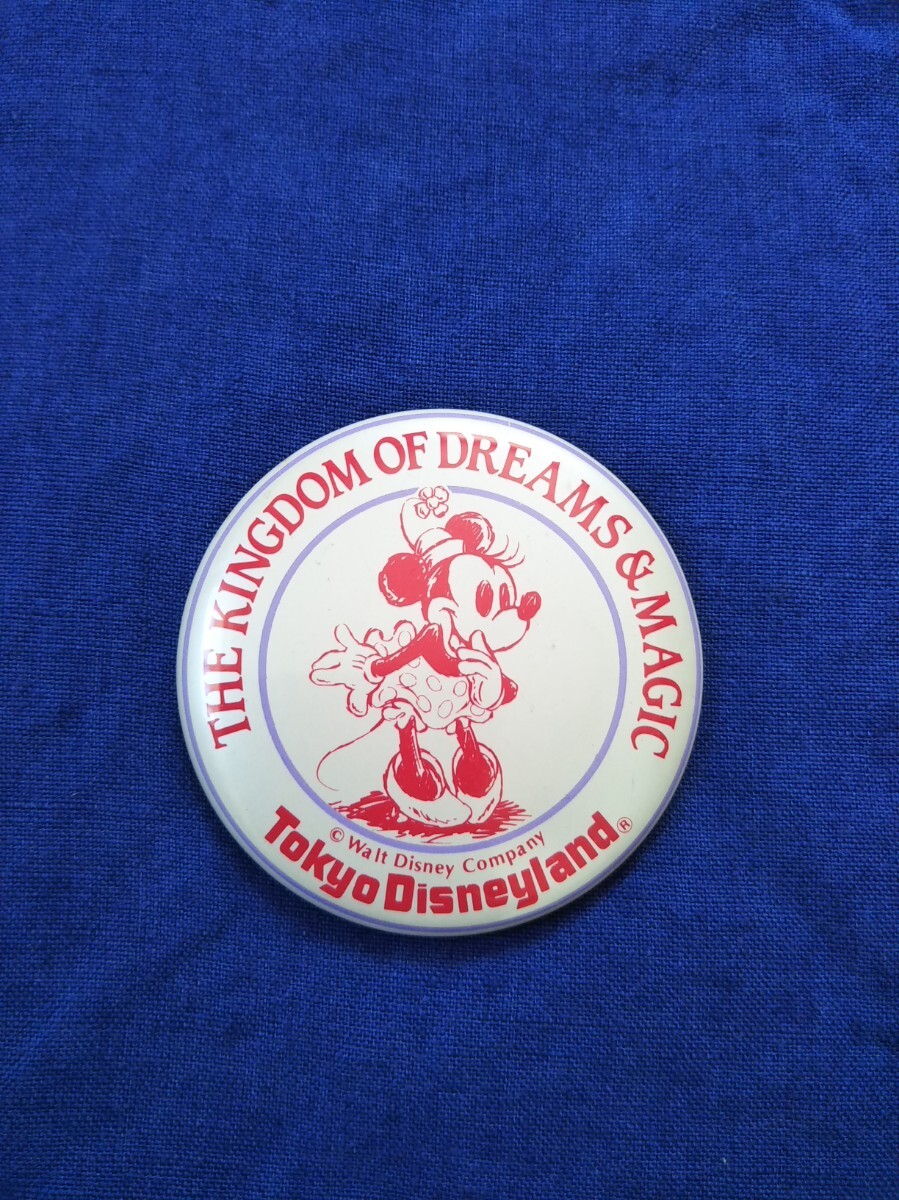 THE KINGDOM OF DREAMS & MAGIC
© Walt Disney Company
Tokyo Disneyland®